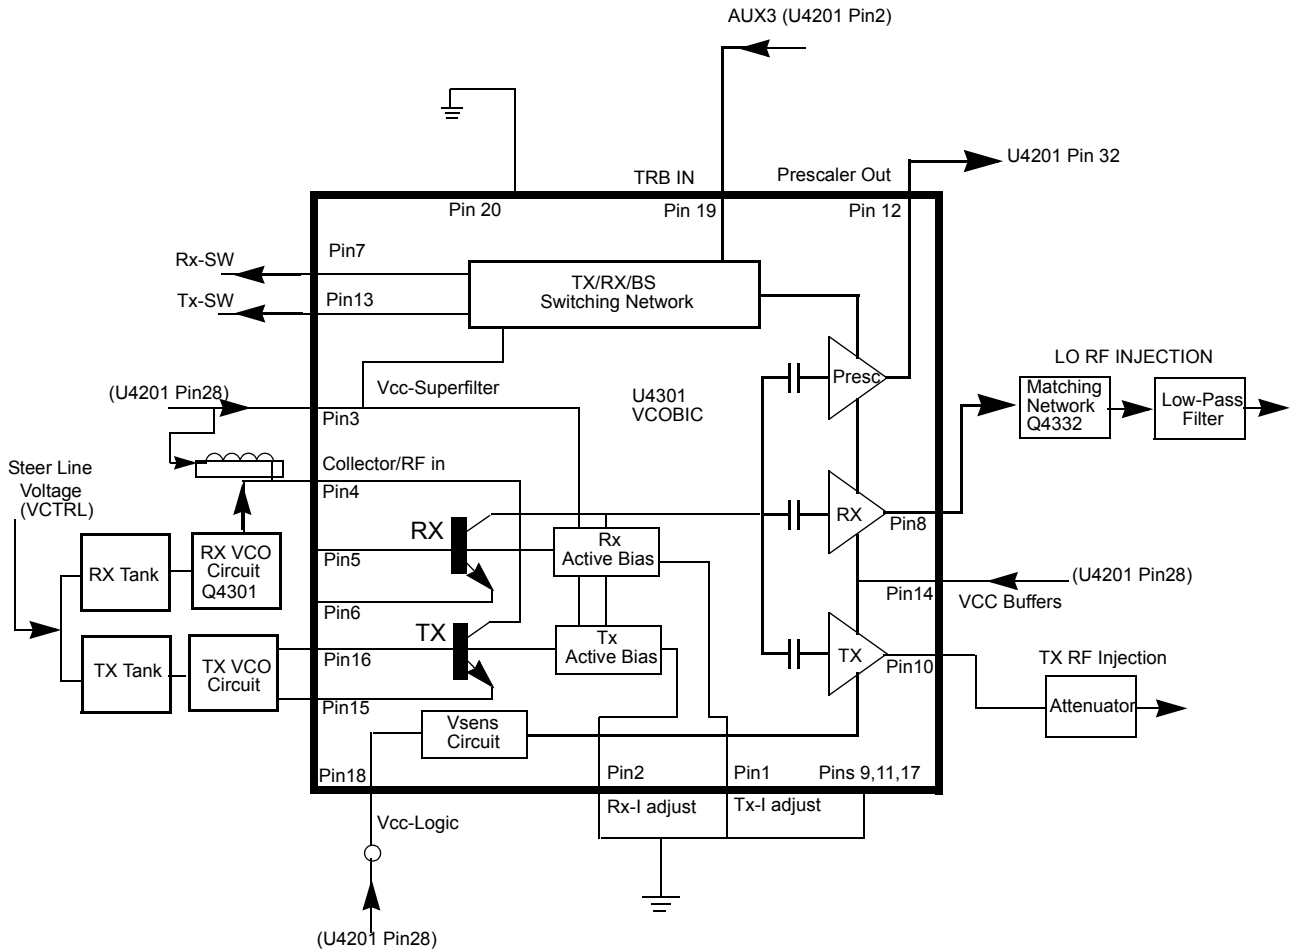 AUX3 (U4201 Pin2)
U4201 Pin 32
TRB IN
Prescaler Out
Pin 20
Pin 19
Pin 12
Pin7
Rx-SW
TX/RX/BS
Switching Network
Tx-SW
Pin13
LO RF INJECTION
Presc
Matching
Network
Q4332
Low-Pass
Filter
(U4201 Pin28)
Vcc-Superfilter
U4301
VCOBIC
Pin3
Steer Line
Voltage
(VCTRL)
Collector/RF in
Pin4
RX
RX
Pin8
Rx
Active Bias
RX Tank
RX VCO
Circuit
Q4301
Pin5
(U4201 Pin28)
Pin14
VCC Buffers
Pin6
TX
Tx
Active Bias
TX
Pin10
TX RF Injection
Pin16
TX Tank
TX VCO
Circuit
Pin15
Attenuator
Vsens
Circuit
Pin18
Pin2
Pin1
Pins 9,11,17
Rx-I adjust
Tx-I adjust
Vcc-Logic
(U4201 Pin28)